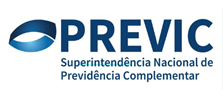 PREVIC
Superintendência Nacional de
Previdência Complementar